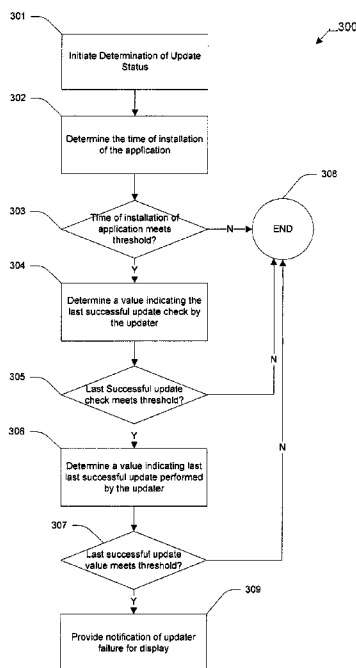 301
300
Initiate Determination of Update
Status
302
Determine the time of installation
of the application
308
303
Time of installation of
application meets
threshold?
N
END
Y
304
Determine a value indicating the
last successful update check by
the updater
N
305
Last Successful update
check meets threshold?
Y
306
N
Determine a value indicating last
last successful update performed
by the updater
307
Last successful update
value meets threshold?
Y
309
Provide notification of updater
failure for display